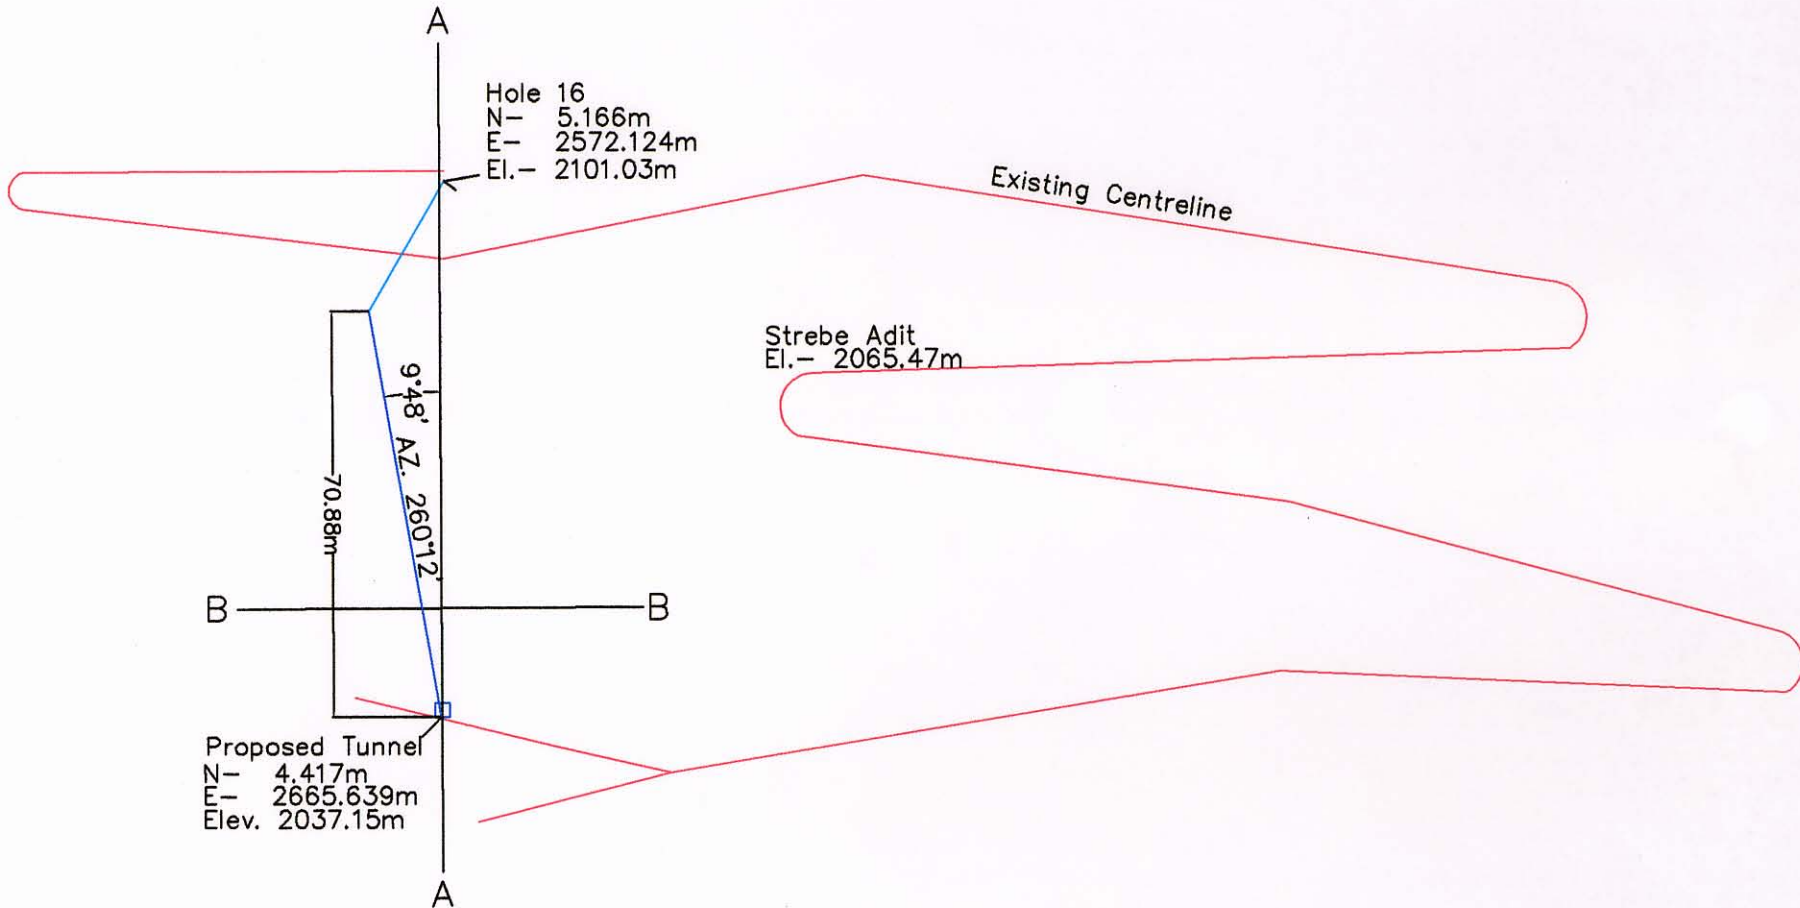 A
Hole 16
N- 5.166m
E- 2572.124m
El.- 2101.03m
Existing Centreline
Strebe Adit
El.- 2065.47m
9°48'
AZ. 260°12'
70.88m
B
B
Proposed Tunnel
N- 4.417m
E- 2665.639m
Elev. 2037.15m
A